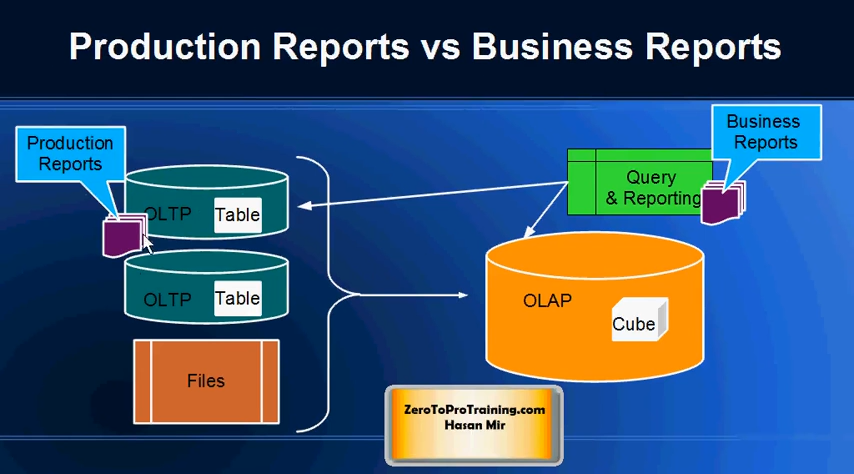 Production Reports vs Business Reports
Production
Reports
Business
Reports
OLTP
Table
Query
& Reporting
OLTP
Table
OLAP
Cube
Files
ZeroToProTraining.com
Hasan Mir